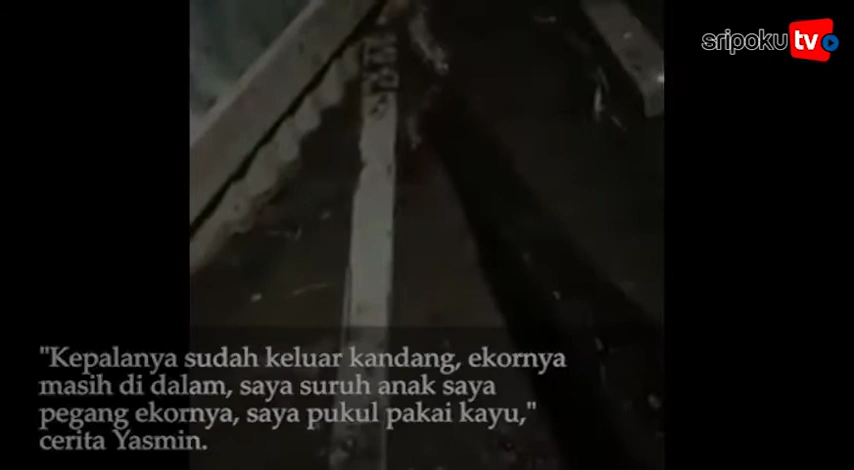 sripoku tv
"Kepalanya sudah keluar kandang, ekornya
masih di dalam, saya suruh anak saya
pegang ekornya, saya pukul pakai kayu,"
cerita Yasmin.